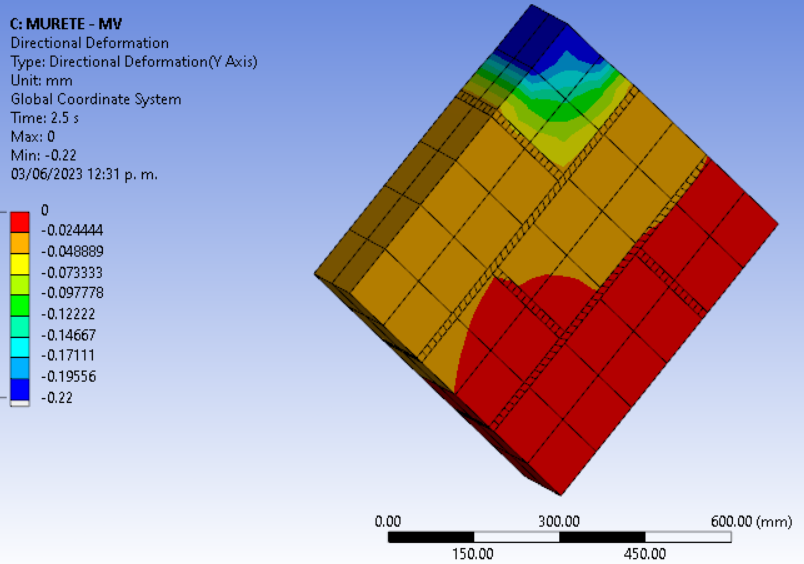 C: MURETE - MV
Directional Deformation
Type: Directional Deformation(Y Axis)
Unit: mm
Global Coordinate System
Time: 2.5 s
Max: 0
Min: -0.22
03/06/2023 12:31 p. m.
0
-0.024444
-0.048889
-0.073333
-0.097778
-0.12222
-0.14667
-0.17111
-0.19556
-0.22
0.00 300.00 600.00 (mm)
150.00 450.00